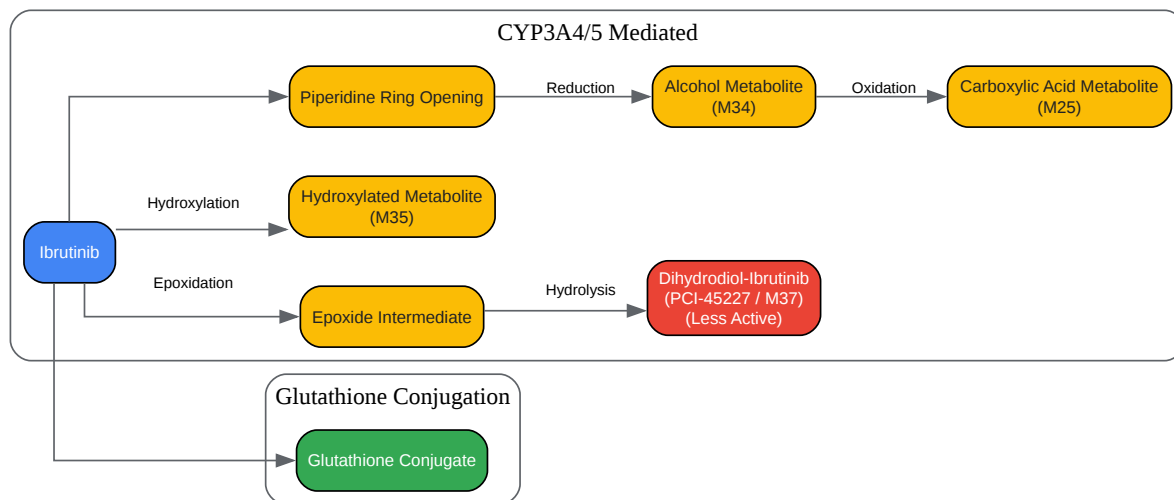 CYP3A4/5 Mediated
Piperidine Ring Opening
Reduction
Alcohol Metabolite
(M34)
Oxidation
Carboxylic Acid Metabolite
(M25)
Hydroxylation
Hydroxylated Metabolite
(M35)
Ibrutinib
Epoxidation
Epoxide Intermediate
Hydrolysis
Dihydrodiol-Ibrutinib
(PCI-45227 / M37)
(Less Active)
Glutathione Conjugation
Glutathione Conjugate